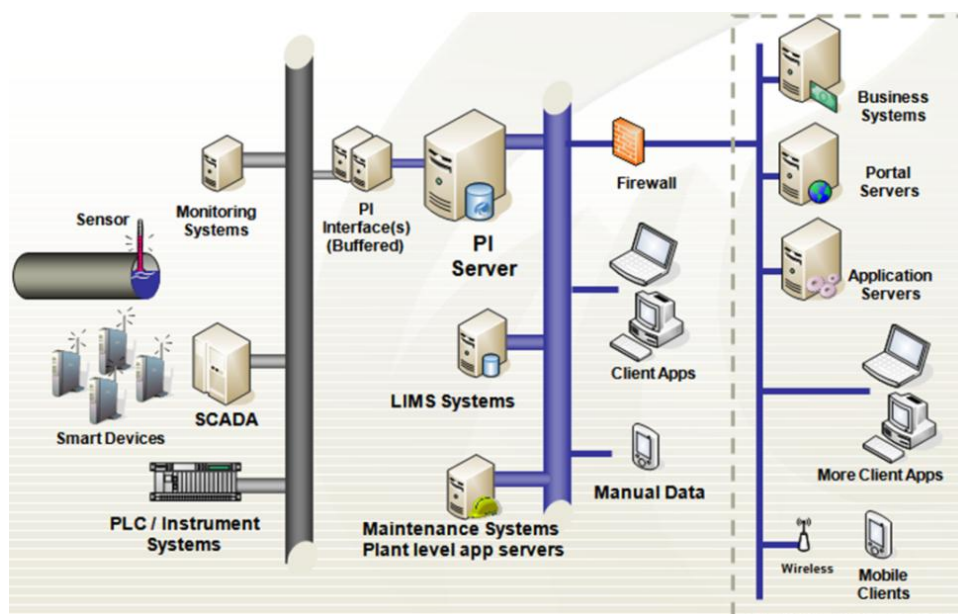 Sensor
Monitoring
Systems
PI
Interface(s)
(Buffered)
PI
Server
Firewall
Business
Systems
Portal
Servers
Application
Servers
Smart Devices
SCADA
LIMS Systems
Client Apps
PLC / Instrument
Systems
Maintenance Systems
Plant level app servers
Manual Data
More Client Apps
Wireless
Mobile
Clients